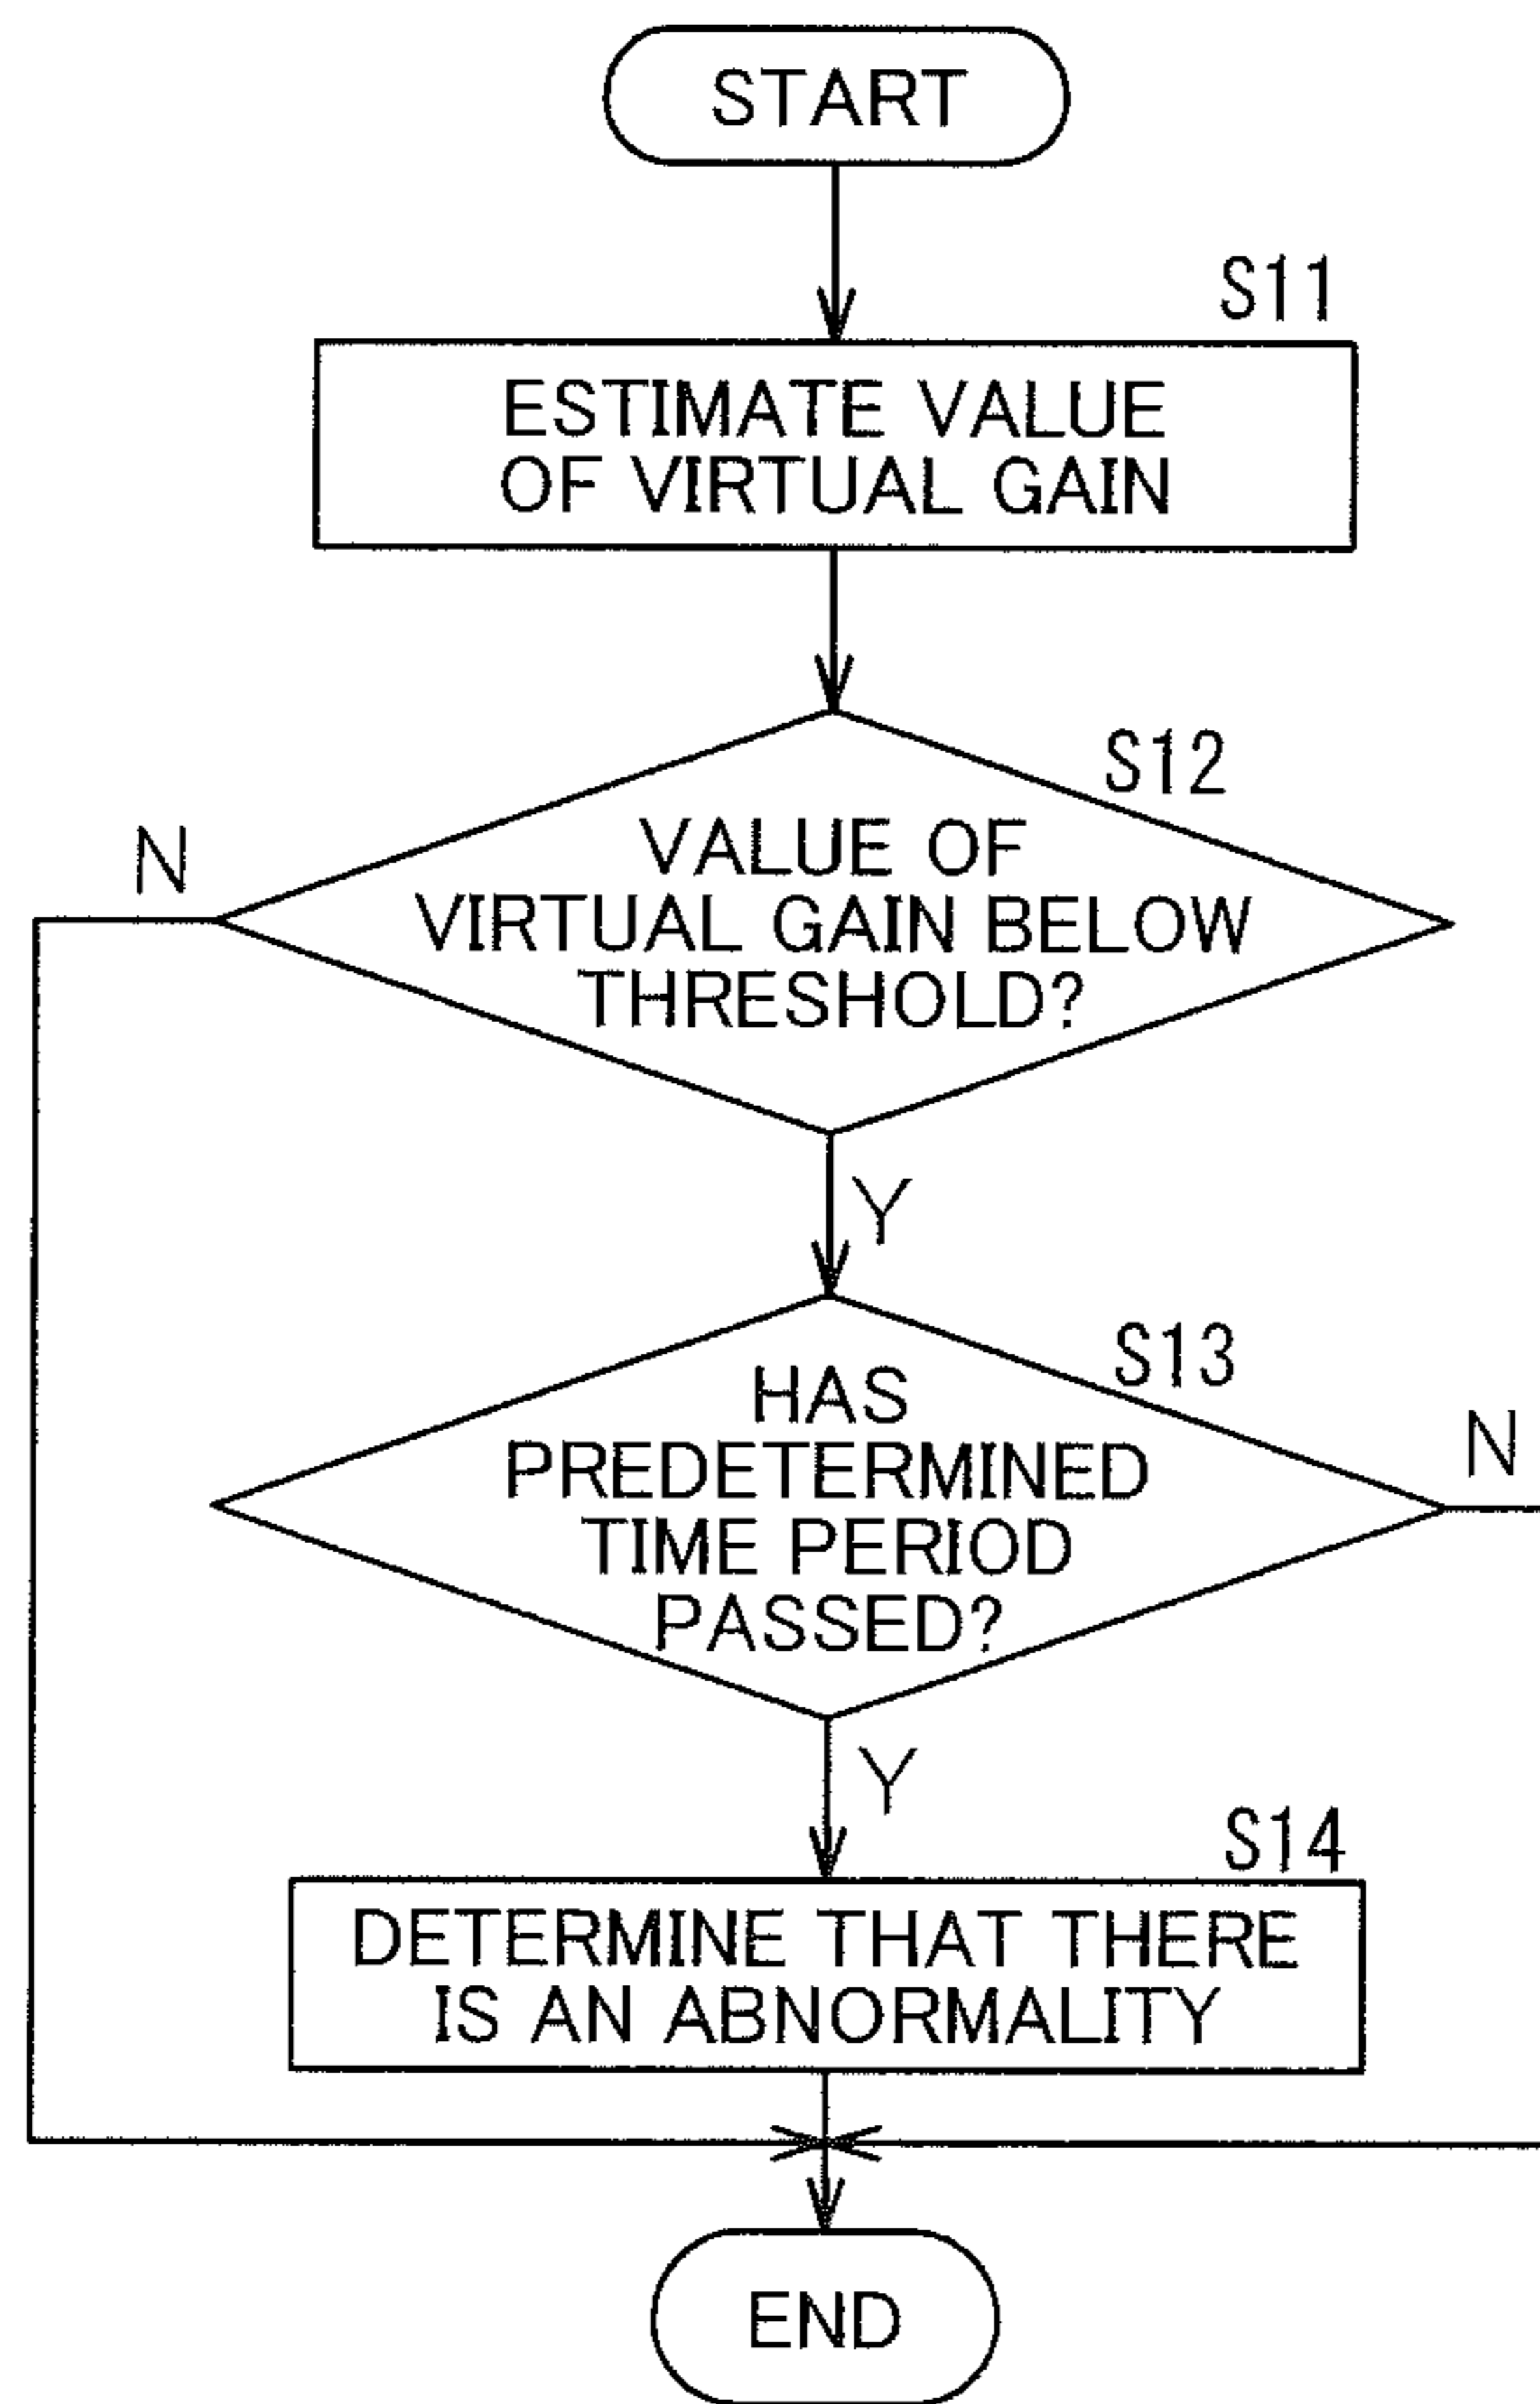 START
S11
ESTIMATE VALUE
OF VIRTUAL GAIN
S12
N
VALUE OF
VIRTUAL GAIN BELOW
THRESHOLD?
Y
S13
HAS
PREDETERMINED
TIME PERIOD
PASSED?
N
Y
S14
DETERMINE THAT THERE
IS AN ABNORMALITY
END